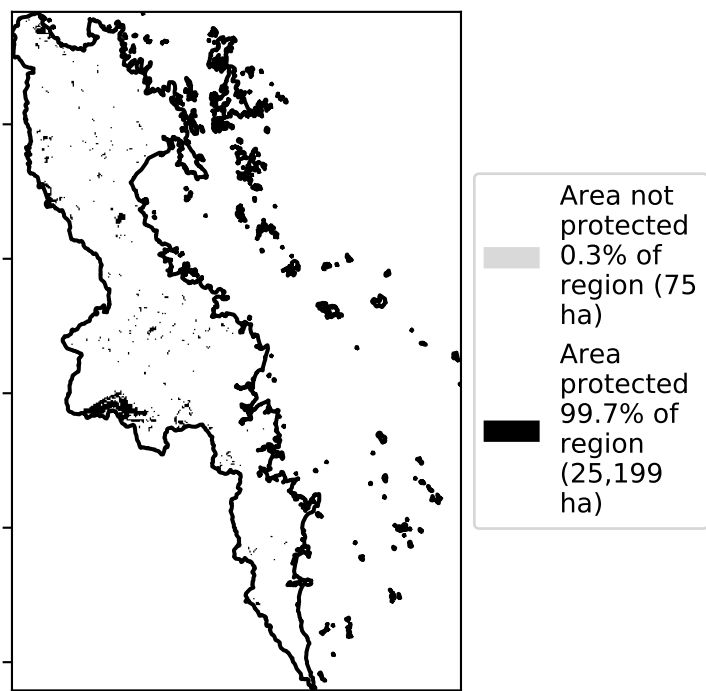 Area not
protected
0.3% of
region (75
ha)
Area
protected
99.7% of
region
(25,199
ha)